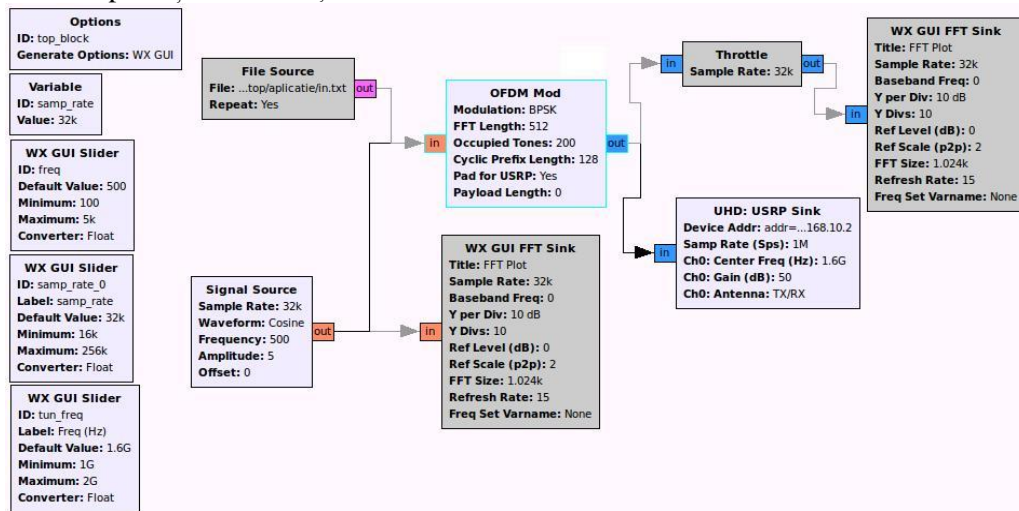 Options
ID: top_block
Generate Options: WX GUI
Variable
ID: samp_rate
Value: 32k
WX GUI Slider
ID: freq
Default Value: 500
Minimum: 100
Maximum: 5k
Converter: Float
WX GUI Slider
ID: samp_rate_0
Label: samp_rate
Default Value: 32k
Minimum: 16k
Maximum: 256k
Converter: Float
WX GUI Slider
ID: tun_freq
Label: Freq (Hz)
Default Value: 1.6G
Minimum: 1G
Maximum: 2G
Converter: Float
File Source
File: ...top/aplicatie/in.txt
Repeat: Yes
out
Signal Source
Sample Rate: 32k
Waveform: Cosine
Frequency: 500
Amplitude: 5
Offset: 0
out
in
OFDM Mod
Modulation: BPSK
FFT Length: 512
Occupied Tones: 200
Cyclic Prefix Length: 128
Pad for USRP: Yes
Payload Length: 0
out
in
WX GUI FFT Sink
Title: FFT Plot
Sample Rate: 32k
Baseband Freq: 0
Y per Div: 10 dB
Y Divs: 10
Ref Level (dB): 0
Ref Scale (p2p): 2
FFT Size: 1.024k
Refresh Rate: 15
Freq Set Varname: None
in
Throttle
Sample Rate: 32k
out
in
UHD: USRP Sink
Device Addr: addr=...168.10.2
Samp Rate (Sps): 1M
Ch0: Center Freq (Hz): 1.6G
Ch0: Gain (dB): 50
Ch0: Antenna: TX/RX
in
WX GUI FFT Sink
Title: FFT Plot
Sample Rate: 32k
Baseband Freq: 0
Y per Div: 10 dB
Y Divs: 10
Ref Level (dB): 0
Ref Scale (p2p): 2
FFT Size: 1.024k
Refresh Rate: 15
Freq Set Varname: None